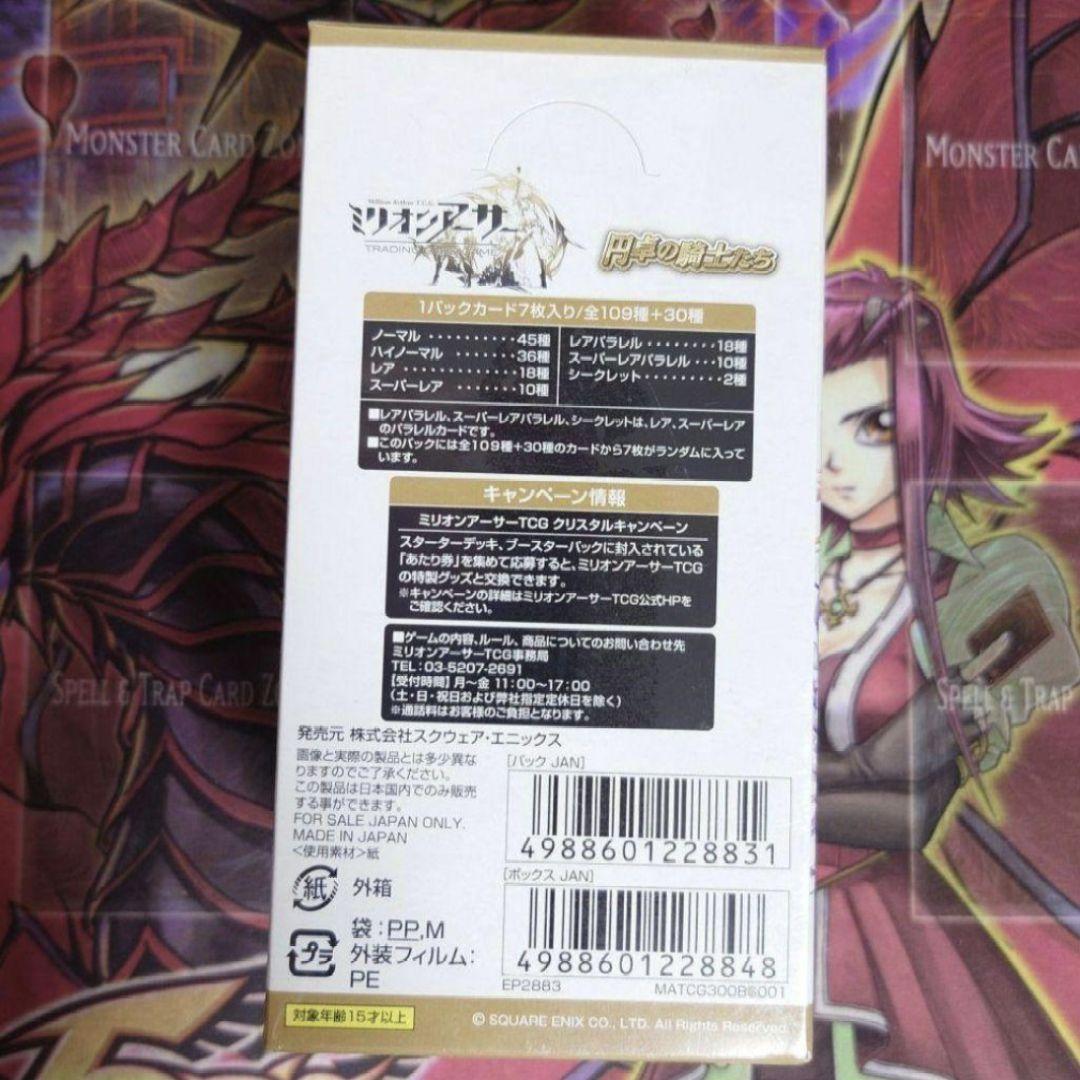 MONSTER CARD ZO
MONSTER CA
Million Arthur T.C.G.
ミリオンアーサー
円卓の騎士たち
1パックカード7枚入り/全109種+30種
ノーマル ・・・・・・・・・・45種
ハイノーマル ・・・・・・・36種
レア ・・・・・・・・・・・・・18種
スーパーレア ・・・・・・・10種
レアパラレル ・・・・・・・・18種
スーパーレアパラレル ・・・10種
シークレット・・・・・・・・・2種
■レアパラレル、スーパーレアパラレル、シークレットは、レア、スーパーレア
のパラレルカードです。
■このパックには全109種+30種のカードから7枚がランダムに入って
います。
キャンペーン情報
ミリオンアーサーTCG クリスタルキャンペーン
スターターデッキ、ブースターパックに封入されている
「あたり券」を集めて応募すると、ミリオンアーサーTCG
の特製グッズと交換できます。
※キャンペーンの詳細はミリオンアーサーTCG公式HPを
ご確認ください。
■ゲームの内容、ルール、商品についてのお問い合わせ先
ミリオンアーサーTCG事務局
TEL:03-5207-2691
【受付時間】月~金 11:00~17:00
(土・日・祝日および弊社指定定休日を除く)
※通話料はお客様のご負担となります。
SPELL & TRAP CARD ZO
SPELL & TRAP
発売元 株式会社スクウェア・エニックス
画像と実際の製品とは多少異な
りますのでご了承ください。
この製品は日本国内でのみ販売
する事ができます。
FOR SALE JAPAN ONLY.
MADE IN JAPAN
<使用素材>紙
紙 外箱
プラ
袋:PP,M
外装フィルム:
PE
[パック JAN]
4988601228831
[ボックス JAN]
4988601228848
EP2883
MATCG300B6001
対象年齢15才以上
© SQUARE ENIX CO., LTD. All Rights Reserved.